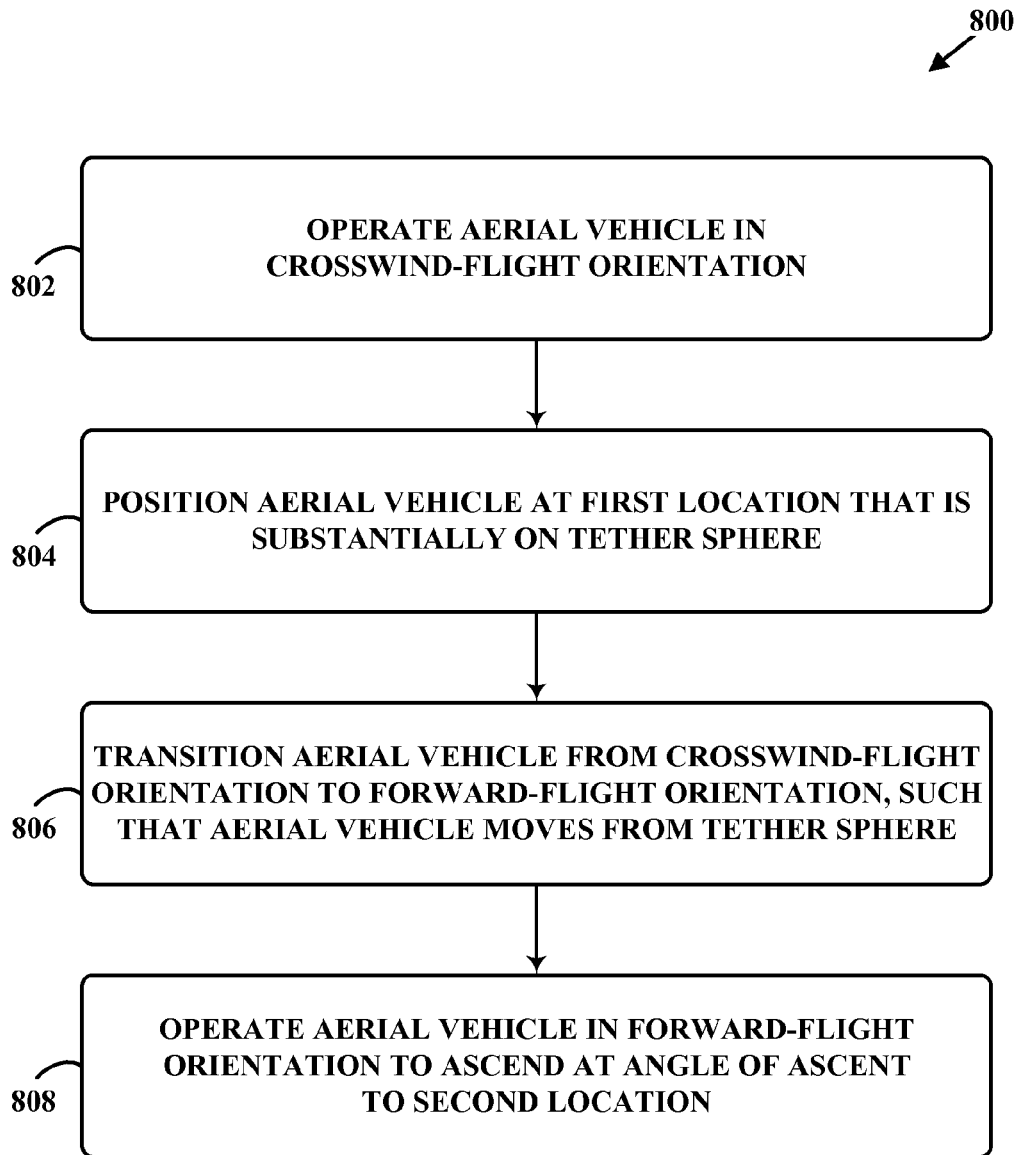 800
802
OPERATE AERIAL VEHICLE IN
CROSSWIND-FLIGHT ORIENTATION
804
POSITION AERIAL VEHICLE AT FIRST LOCATION THAT IS
SUBSTANTIALLY ON TETHER SPHERE
806
TRANSITION AERIAL VEHICLE FROM CROSSWIND-FLIGHT
ORIENTATION TO FORWARD-FLIGHT ORIENTATION, SUCH
THAT AERIAL VEHICLE MOVES FROM TETHER SPHERE
808
OPERATE AERIAL VEHICLE IN FORWARD-FLIGHT
ORIENTATION TO ASCEND AT ANGLE OF ASCENT
TO SECOND LOCATION